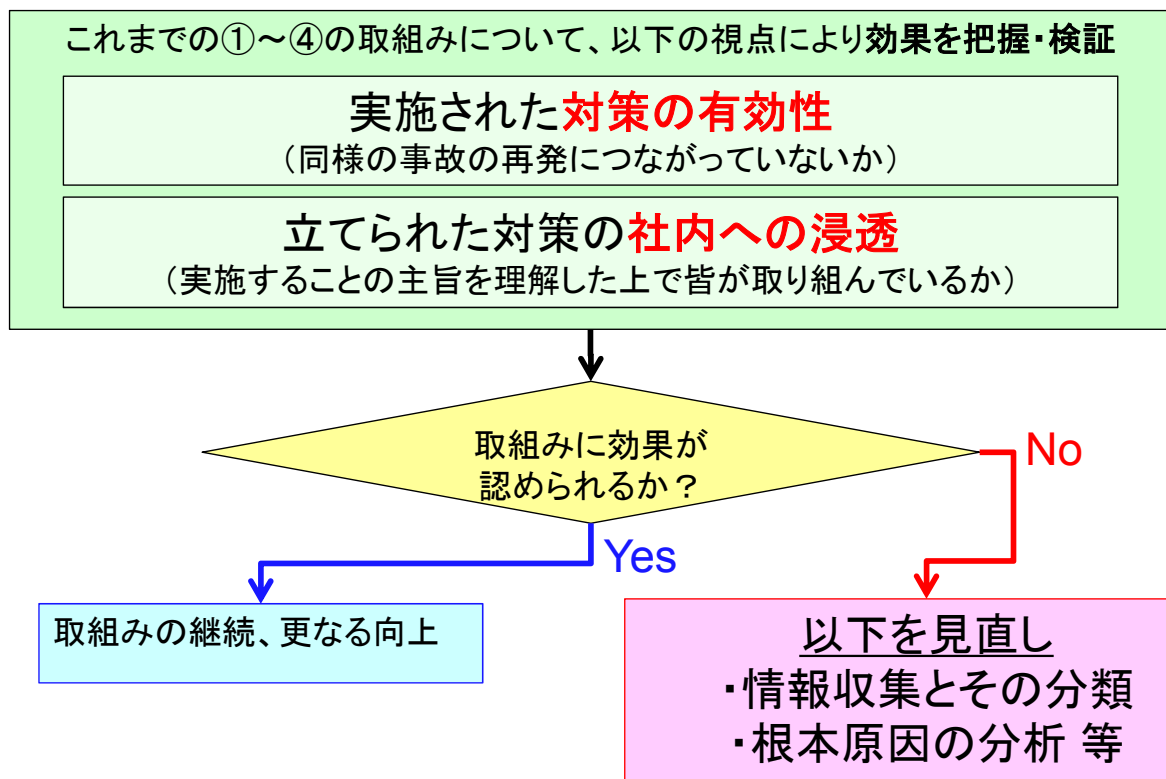 これまでの①～④の取組みについて、以下の視点により効果を把握・検証
実施された対策の有効性
（同様の事故の再発につながっていないか）
立てられた対策の社内への浸透
（実施することの主旨を理解した上で皆が取り組んでいるか）
取組みに効果が
認められるか？
No
Yes
取組みの継続、更なる向上
以下を見直し
・情報収集とその分類
・根本原因の分析 等